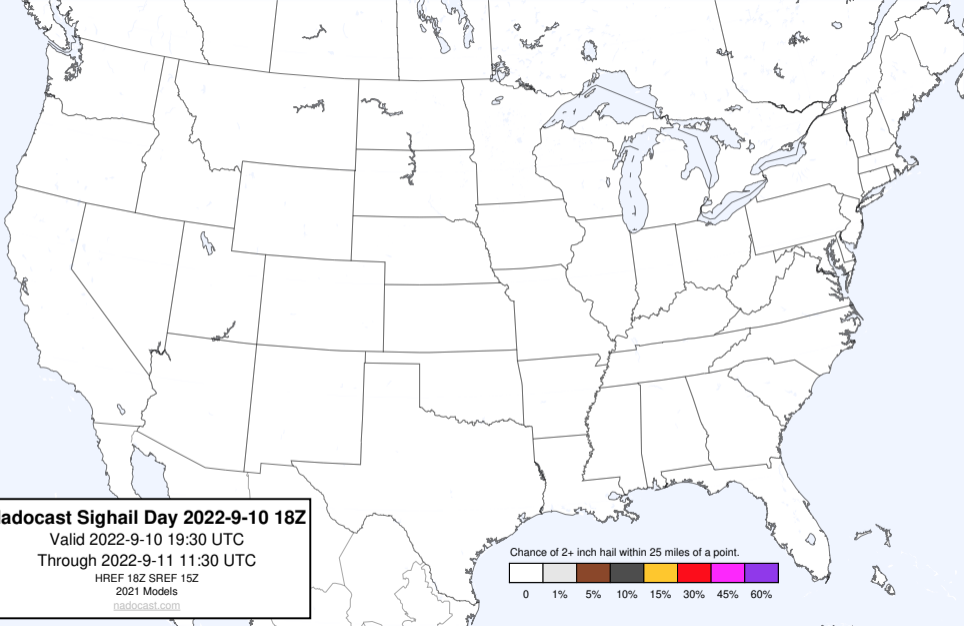 adocast Sighail Day 2022-9-10 18Z
Valid 2022-9-10 19:30 UTC
Through 2022-9-11 11:30 UTC
HREF 18Z SREF 15Z
2021 Models
nadocast.com
Chance of 2+ inch hail within 25 miles of a point.
0 1% 5% 10% 15% 30% 45% 60%